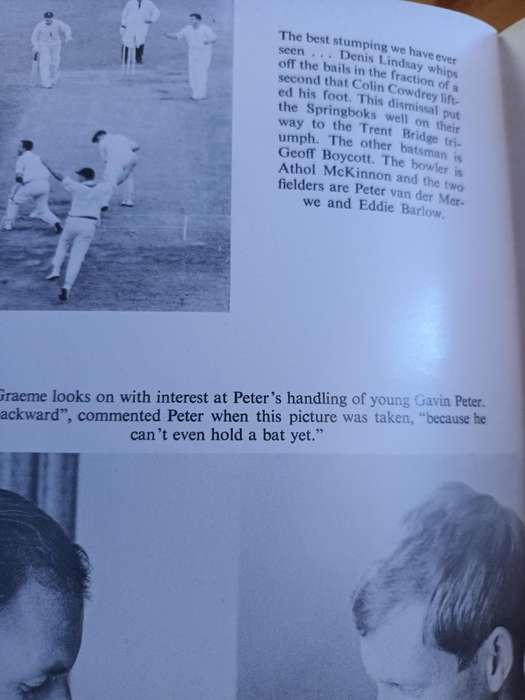 The best stumping we have ever
seen . . . Denis Lindsay whips
off the bails in the fraction of a
second that Colin Cowdrey lift-
ed his foot. This dismissal put
the Springboks well on their
way to the Trent Bridge tri-
umph. The other batsman is
Geoff Boycott. The bowler is
Athol McKinnon and the two
fielders are Peter van der Mer-
we and Eddie Barlow.
Graeme looks on with interest at Peter’s handling of young Gavin Peter.
ackward”, commented Peter when this picture was taken, “because he
can’t even hold a bat yet.”